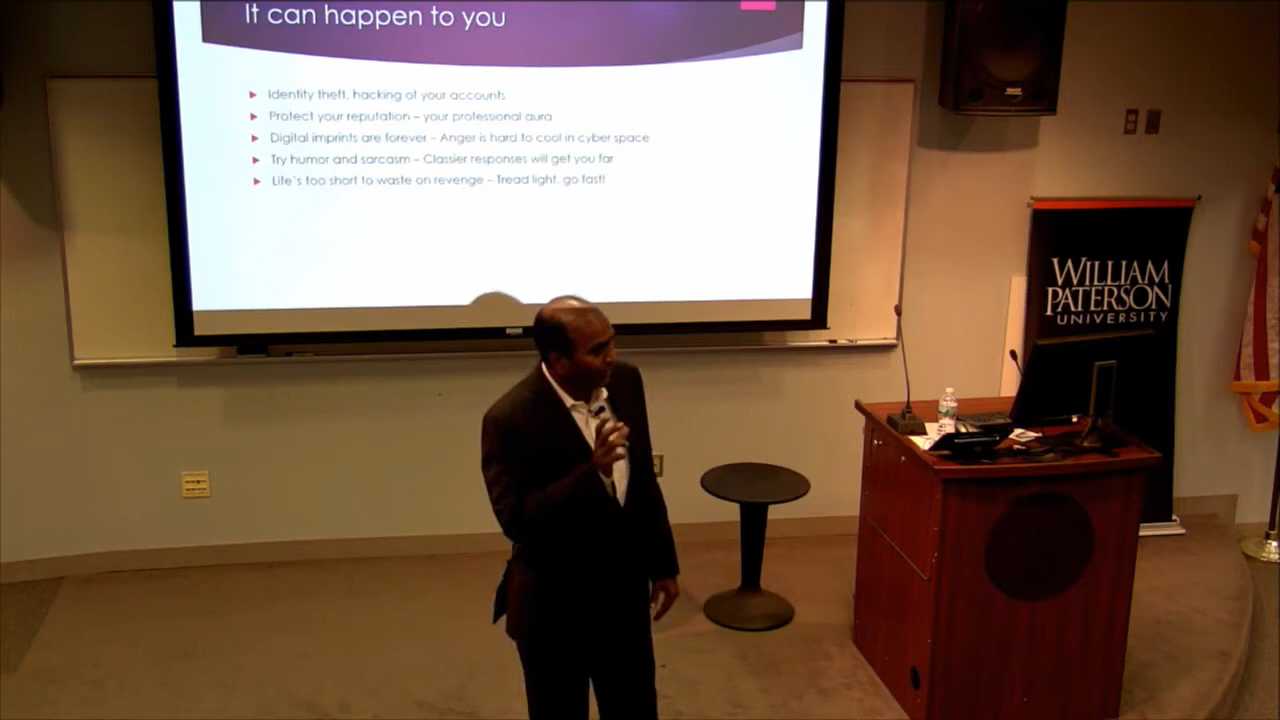 It can happen to you
Identity theft, hacking of your accounts
Protect your reputation – your professional aura
Digital imprints are forever – Anger is hard to cool in cyber space
Try humor and sarcasm – Classier responses will get you far
Life's too short to waste on revenge – Tread light, go fast!
WILLIAM
PATERSON
UNIVERSITY